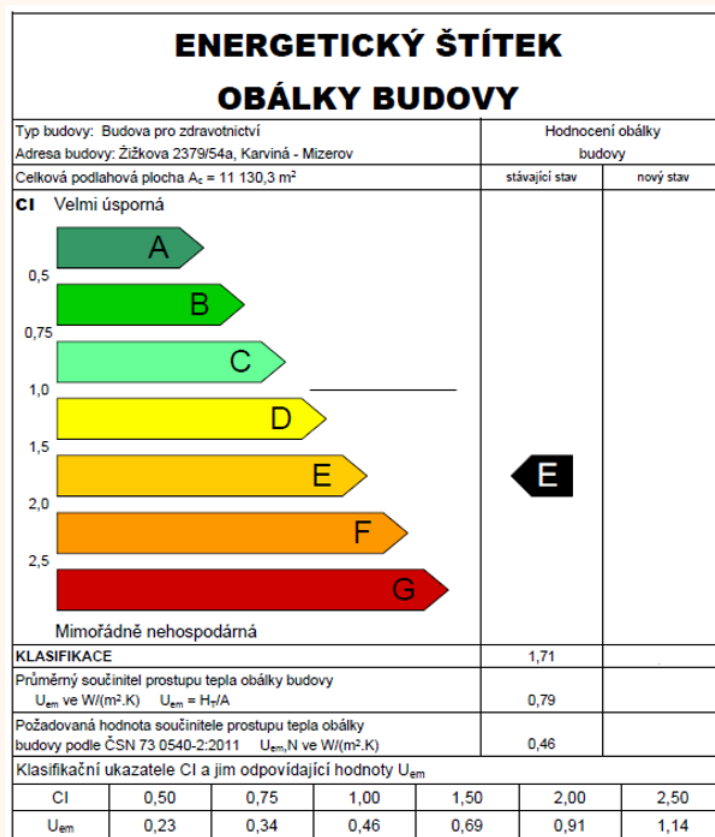 ENERGETICKÝ ŠTÍTEK
OBÁLKY BUDOVY
Typ budovy: Budova pro zdravotnictví
Adresa budovy: Žižkova 2379/54a, Karviná - Mizerov
Hodnocení obálky
budovy
Celková podlahová plocha Ac = 11 130,3 m²
stávající stav
nový stav
CI Velmi úsporná
A
0,5
B
0,75
C
1,0
D
1,5
E
E
2,0
F
2,5
G
Mimořádně nehospodárná
KLASIFIKACE 1,71
Průměrný součinitel prostupu tepla obálky budovy
Uem ve W/(m².K) Uem = HT/A 0,79
Požadovaná hodnota součinitele prostupu tepla obálky
budovy podle ČSN 73 0540-2:2011 Uem,N ve W/(m².K) 0,46
Klasifikační ukazatele CI a jim odpovídající hodnoty Uem
CI 0,50 0,75 1,00 1,50 2,00 2,50
Uem 0,23 0,34 0,46 0,69 0,91 1,14